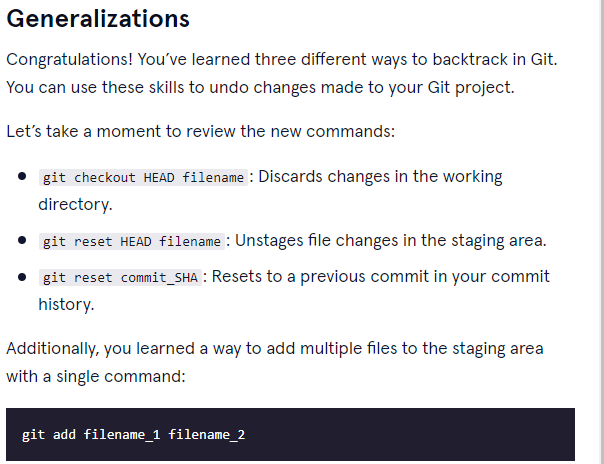 Generalizations
Congratulations! You’ve learned three different ways to backtrack in Git.
You can use these skills to undo changes made to your Git project.
Let’s take a moment to review the new commands:
git checkout HEAD filename: Discards changes in the working
directory.
git reset HEAD filename: Unstages file changes in the staging area.
git reset commit_SHA: Resets to a previous commit in your commit
history.
Additionally, you learned a way to add multiple files to the staging area
with a single command:
git add filename_1 filename_2